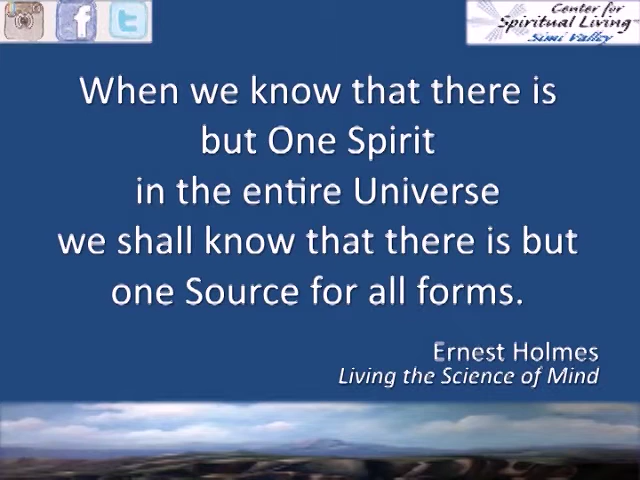 Center for
Spiritual Living
Simi Valley
When we know that there is
but One Spirit
in the entire Universe
we shall know that there is but
one Source for all forms.
Ernest Holmes
Living the Science of Mind